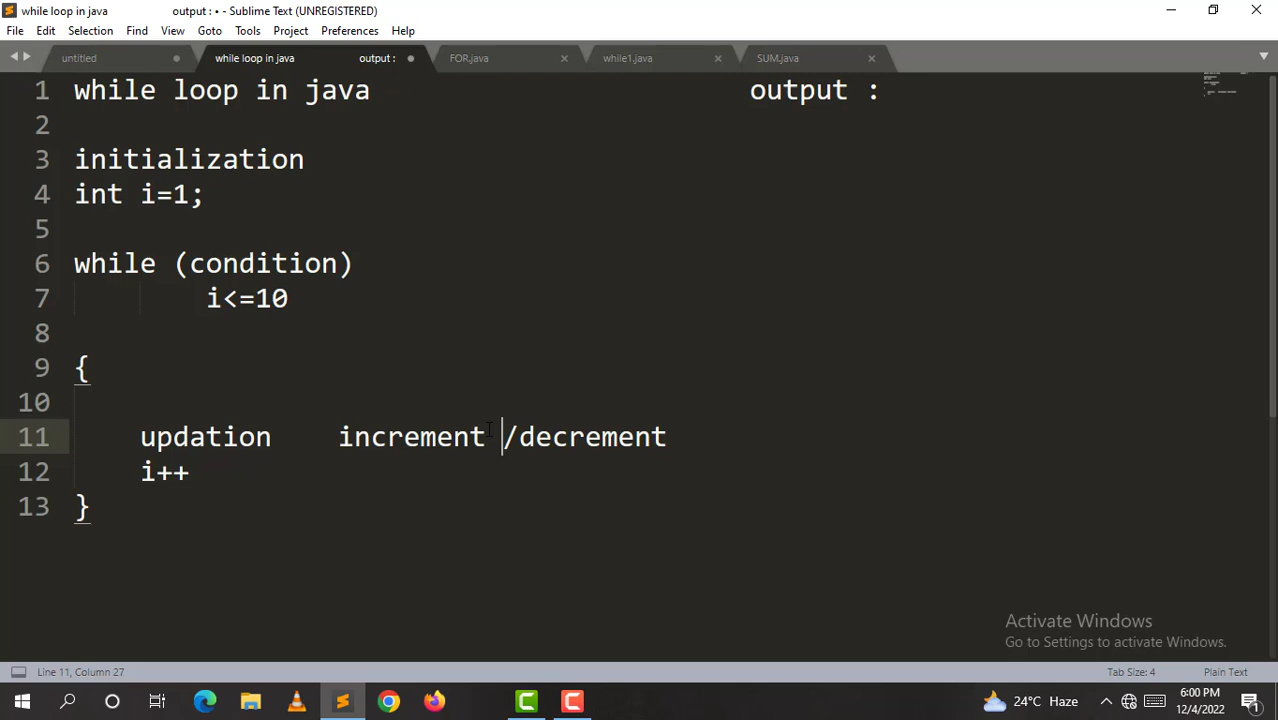 while loop in java                    output : • - Sublime Text (UNREGISTERED)
File Edit Selection Find View Goto Tools Project Preferences Help
untitled while loop in java output : FOR.java while1.java SUM.java
1 while loop in java output :
2
3 initialization
4 int i=1;
5
6 while (condition)
7 i<=10
8
9 {
10
11 updation increment /decrement
12 i++
13 }
Activate Windows
Go to Settings to activate Windows.
Line 11, Column 27 Tab Size: 4 Plain Text
24°C Haze 6:00 PM
12/4/2022 1